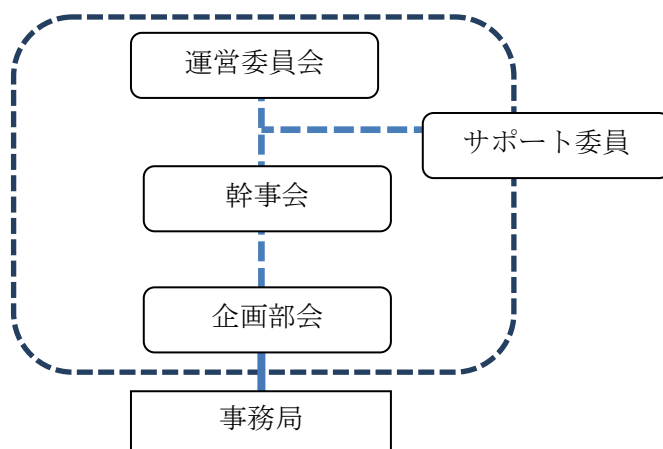 運営委員会
サポート委員
幹事会
企画部会
事務局